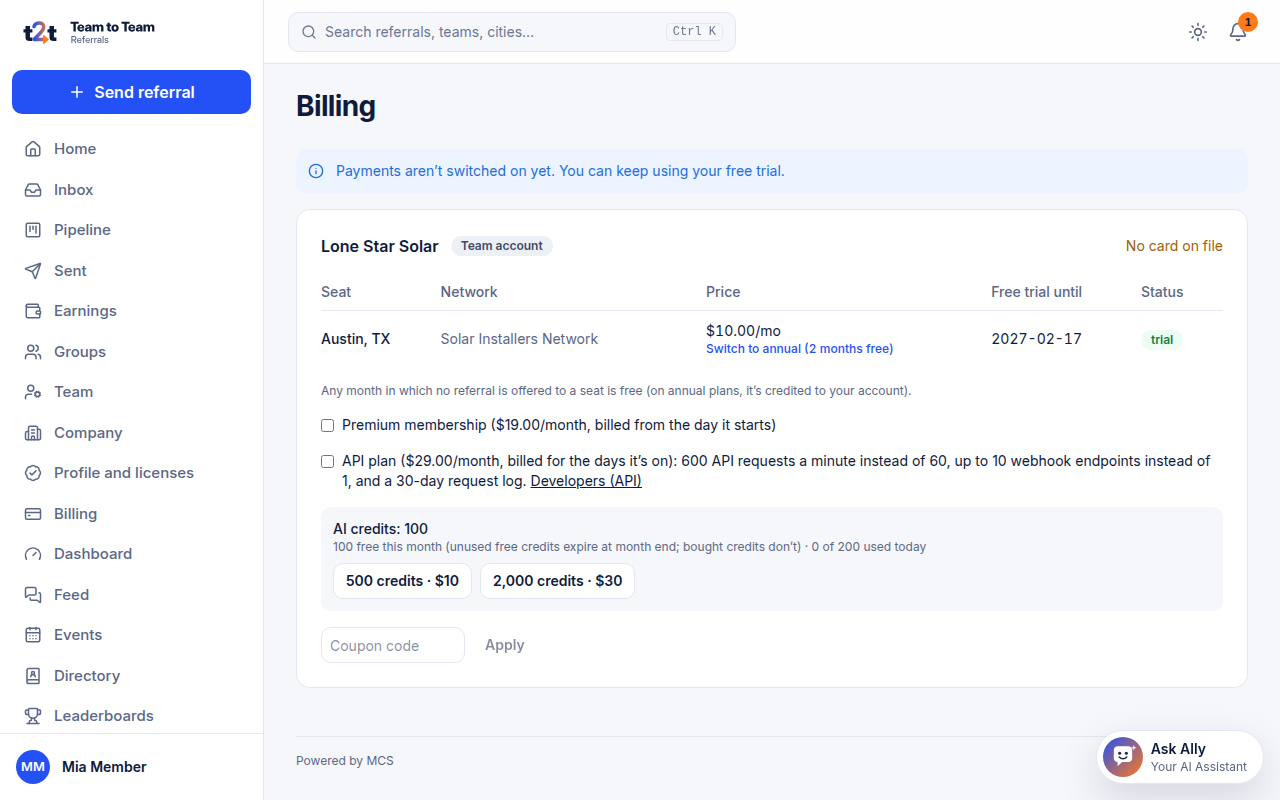 t2t Team to Team
Referrals
Send referral
Home
Inbox
Pipeline
Sent
Earnings
Groups
Team
Company
Profile and licenses
Billing
Dashboard
Feed
Events
Directory
Leaderboards
MM Mia Member
Search referrals, teams, cities... Ctrl K
1
Billing
Payments aren’t switched on yet. You can keep using your free trial.
Lone Star Solar Team account No card on file
Seat Network Price Free trial until Status
Austin, TX Solar Installers Network $10.00/mo 2027-02-17 trial
Switch to annual (2 months free)
Any month in which no referral is offered to a seat is free (on annual plans, it’s credited to your account).
Premium membership ($19.00/month, billed from the day it starts)
API plan ($29.00/month, billed for the days it’s on): 600 API requests a minute instead of 60, up to 10 webhook endpoints instead of
1, and a 30-day request log. Developers (API)
AI credits: 100
100 free this month (unused free credits expire at month end; bought credits don’t) · 0 of 200 used today
500 credits · $10 2,000 credits · $30
Coupon code Apply
Powered by MCS
Ask Ally
Your AI Assistant